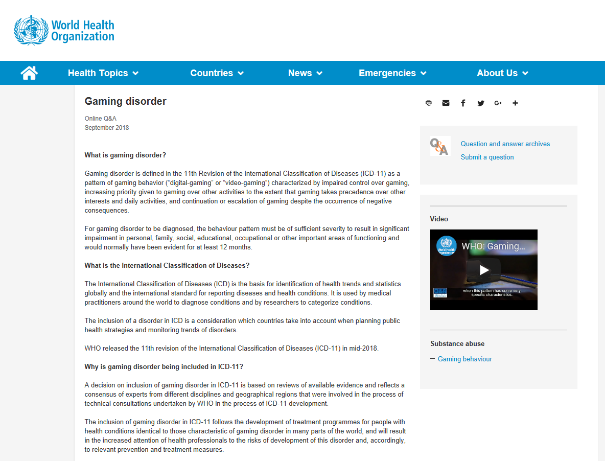 World Health
Organization
Health Topics
Countries
News
Emergencies
About Us
Gaming disorder
Online Q&A
September 2018
What is gaming disorder?
Gaming disorder is defined in the 11th Revision of the International Classification of Diseases (ICD-11) as a
pattern of gaming behavior ("digital-gaming" or "video-gaming") characterized by impaired control over gaming,
increasing priority given to gaming over other activities to the extent that gaming takes precedence over other
interests and daily activities, and continuation or escalation of gaming despite the occurrence of negative
consequences.
For gaming disorder to be diagnosed, the behaviour pattern must be of sufficient severity to result in significant
impairment in personal, family, social, educational, occupational or other important areas of functioning and
would normally have been evident for at least 12 months.
What is the International Classification of Diseases?
The International Classification of Diseases (ICD) is the basis for identification of health trends and statistics
globally and the international standard for reporting diseases and health conditions. It is used by medical
practitioners around the world to diagnose conditions and by researchers to categorize conditions.
The inclusion of a disorder in ICD is a consideration which countries take into account when planning public
health strategies and monitoring trends of disorders.
WHO released the 11th revision of the International Classification of Diseases (ICD-11) in mid-2018.
Why is gaming disorder being included in ICD-11?
A decision on inclusion of gaming disorder in ICD-11 is based on reviews of available evidence and reflects a
consensus of experts from different disciplines and geographical regions that were involved in the process of
technical consultations undertaken by WHO in the process of ICD-11 development.
The inclusion of gaming disorder in ICD-11 follows the development of treatment programmes for people with
health conditions identical to those characteristic of gaming disorder in many parts of the world, and will result
in the increased attention of health professionals to the risks of development of this disorder and, accordingly,
to relevant prevention and treatment measures.
G+
Q&A
Question and answer archives
Submit a question
Video
WHO: Gaming...
Substance abuse
Gaming behaviour